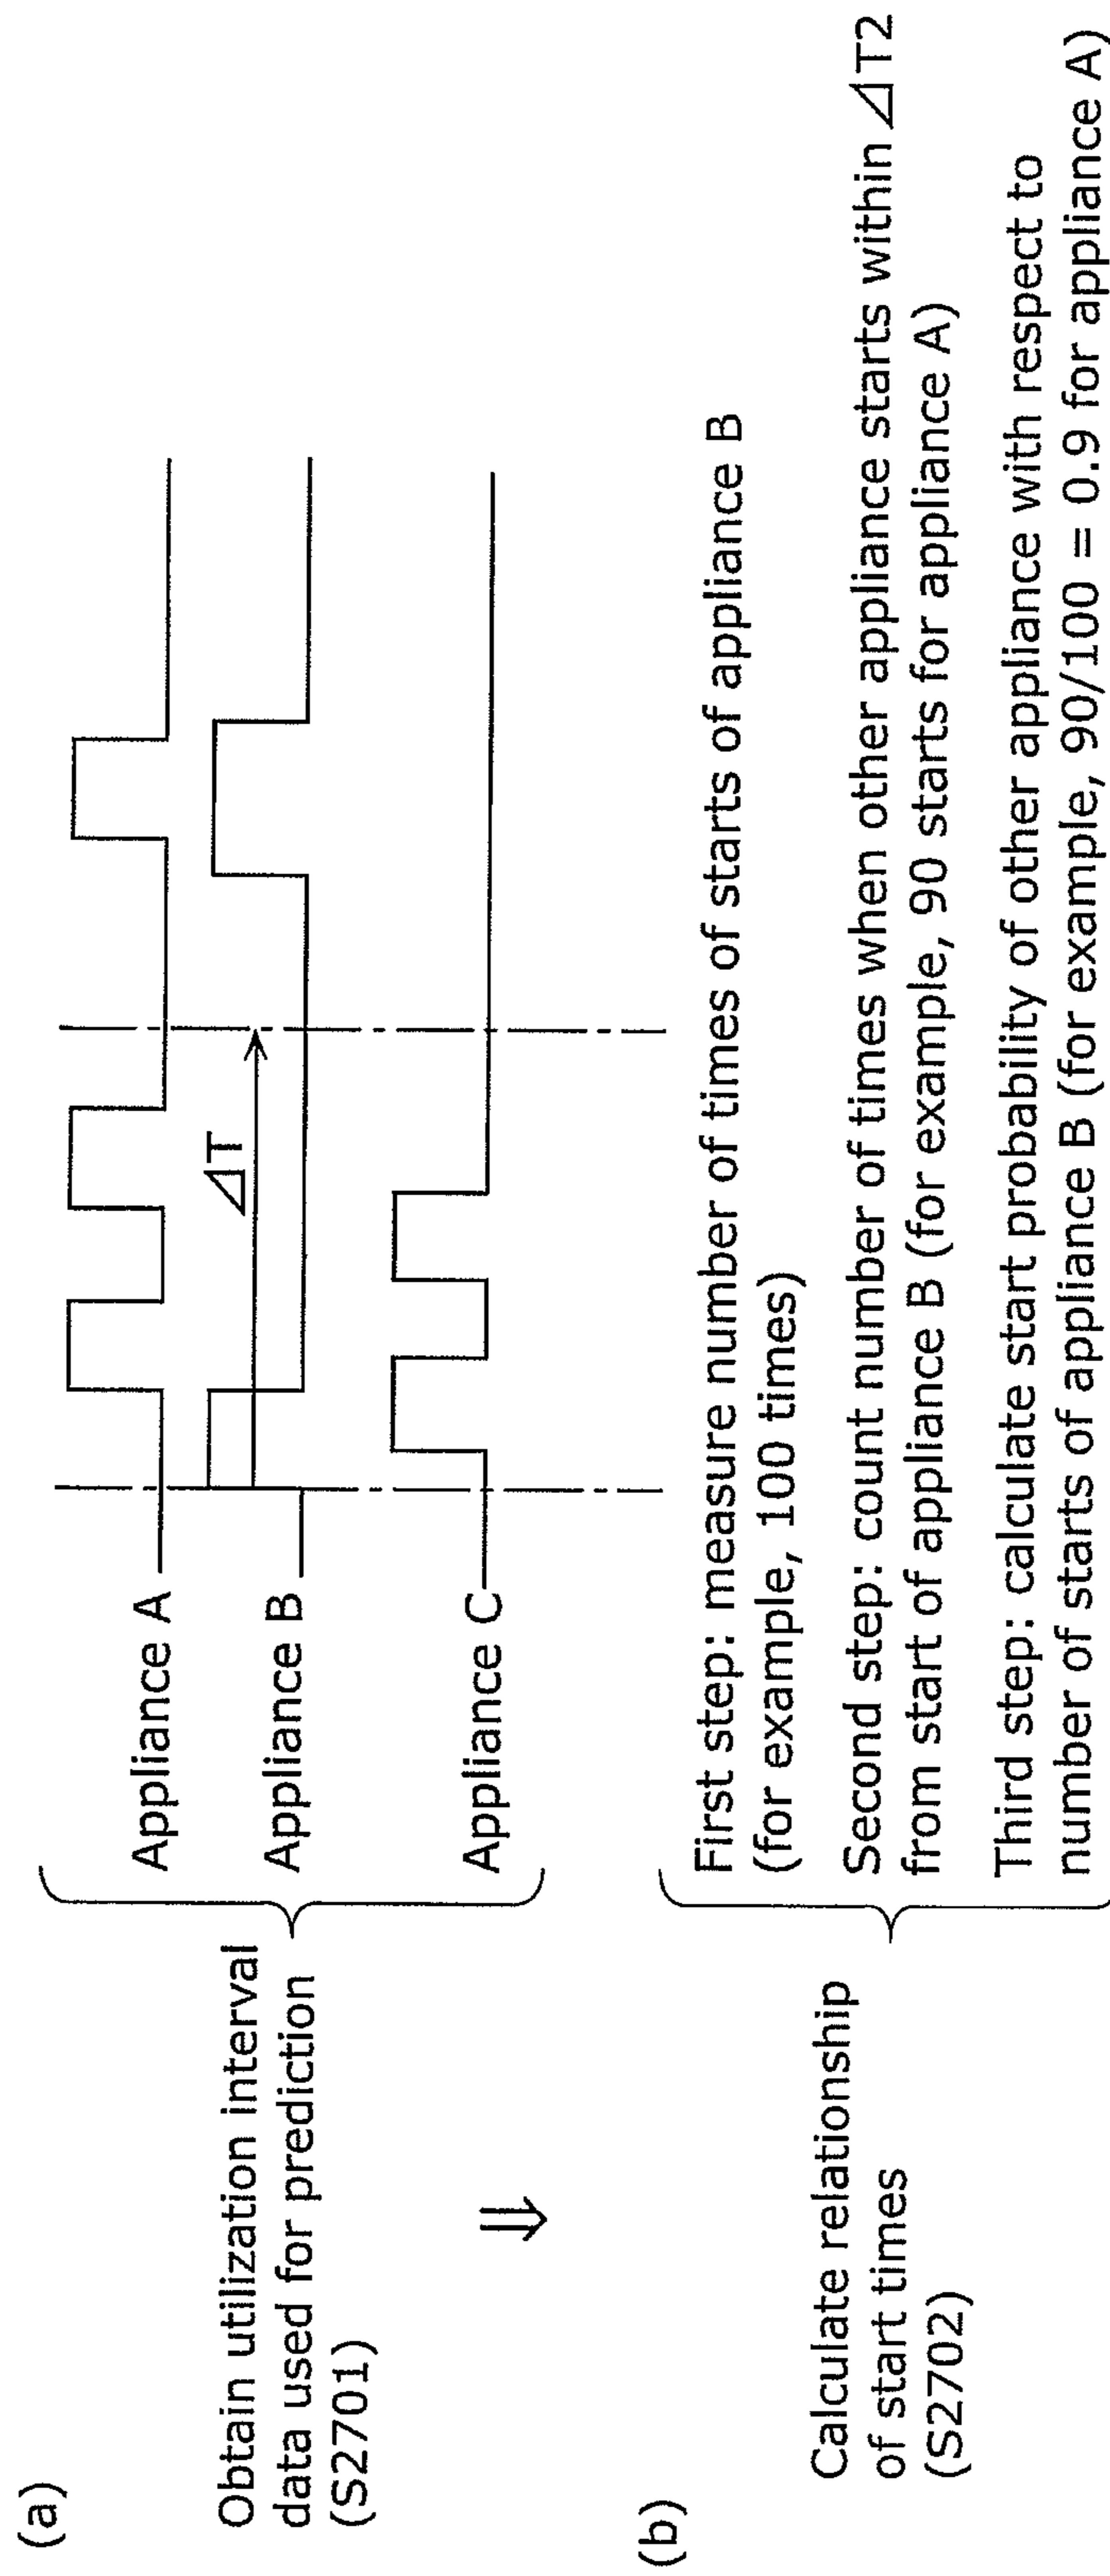 (a)
Obtain utilization interval
data used for prediction
(S2701)
Appliance A
Appliance B
Appliance C
⊿T
⇓
(b)
Calculate relationship
of start times
(S2702)
First step: measure number of times of starts of appliance B
(for example, 100 times)
Second step: count number of times when other appliance starts within ⊿T2
from start of appliance B (for example, 90 starts for appliance A)
Third step: calculate start probability of other appliance with respect to
number of starts of appliance B (for example, 90/100 = 0.9 for appliance A)